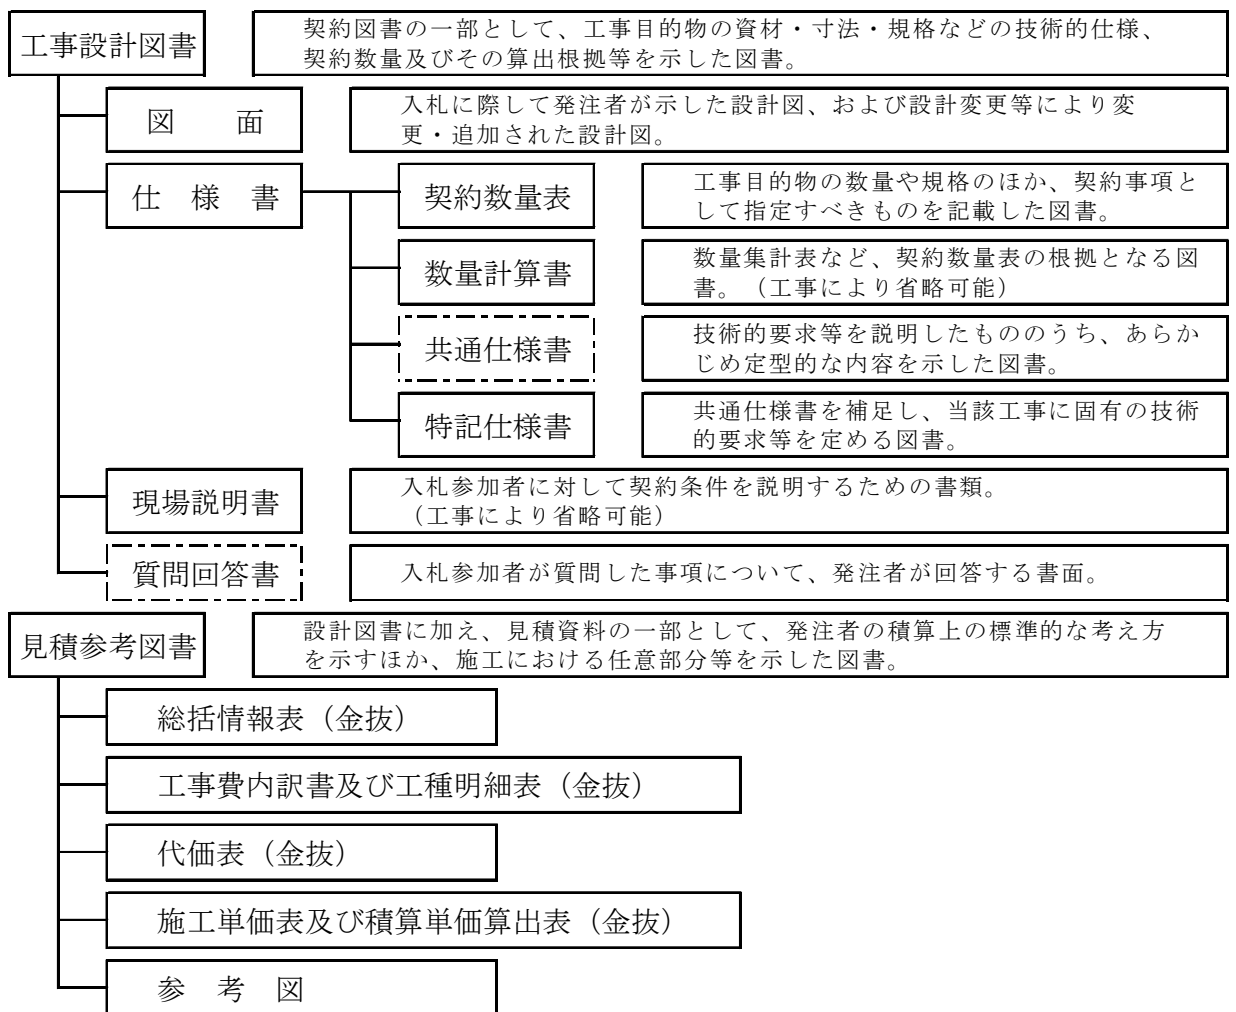 工事設計図書
契約図書の一部として、工事目的物の資材・寸法・規格などの技術的仕様、
契約数量及びその算出根拠等を示した図書。
図　面
入札に際して発注者が示した設計図、および設計変更等により変
更・追加された設計図。
仕　様　書
契約数量表
工事目的物の数量や規格のほか、契約事項と
して指定すべきものを記載した図書。
数量計算書
数量集計表など、契約数量表の根拠となる図
書。（工事により省略可能）
共通仕様書
技術的要求等を説明したもののうち、あらか
じめ定型的な内容を示した図書。
特記仕様書
共通仕様書を補足し、当該工事に固有の技術
的要求等を定める図書。
現場説明書
入札参加者に対して契約条件を説明するための書類。
（工事により省略可能）
質問回答書
入札参加者が質問した事項について、発注者が回答する書面。
見積参考図書
設計図書に加え、見積資料の一部として、発注者の積算上の標準的な考え方
を示すほか、施工における任意部分等を示した図書。
総括情報表（金抜）
工事費内訳書及び工種明細表（金抜）
代価表（金抜）
施工単価表及び積算単価算出表（金抜）
参　考　図